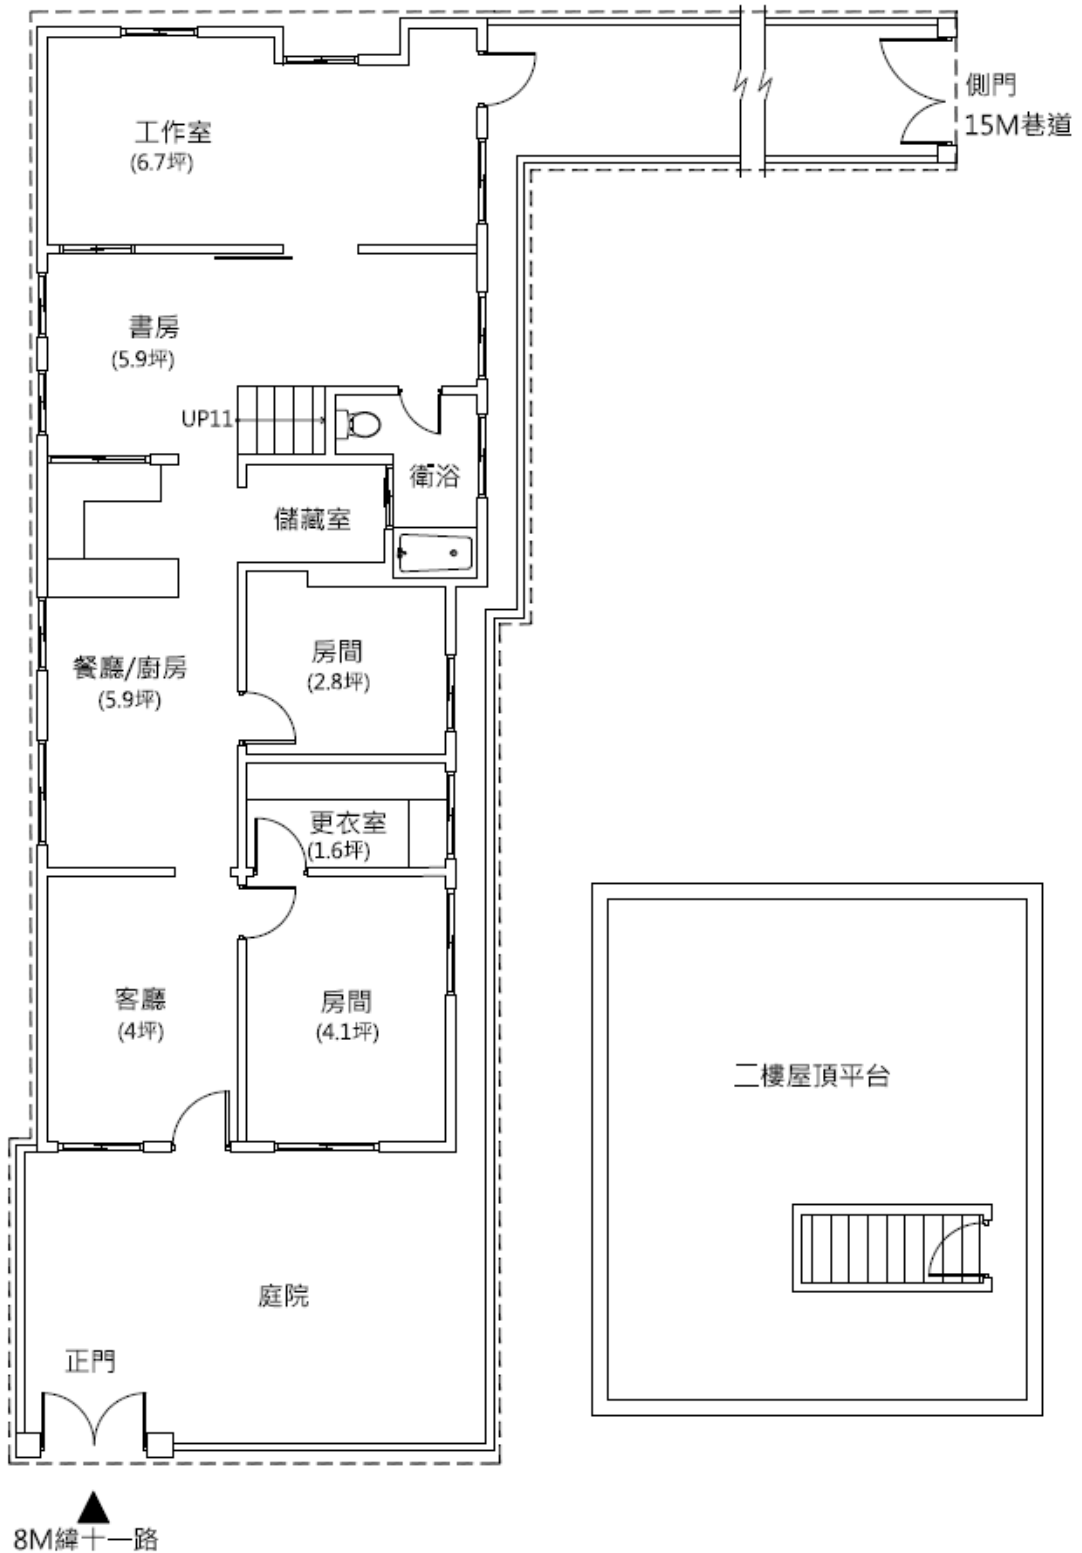 側門
15M巷道
工作室
(6.7坪)
書房
(5.9坪)
UP11
衛浴
儲藏室
房間
(2.8坪)
餐廳/廚房
(5.9坪)
更衣室
(1.6坪)
客廳
(4坪)
房間
(4.1坪)
二樓屋頂平台
庭院
正門
8M緯十一路